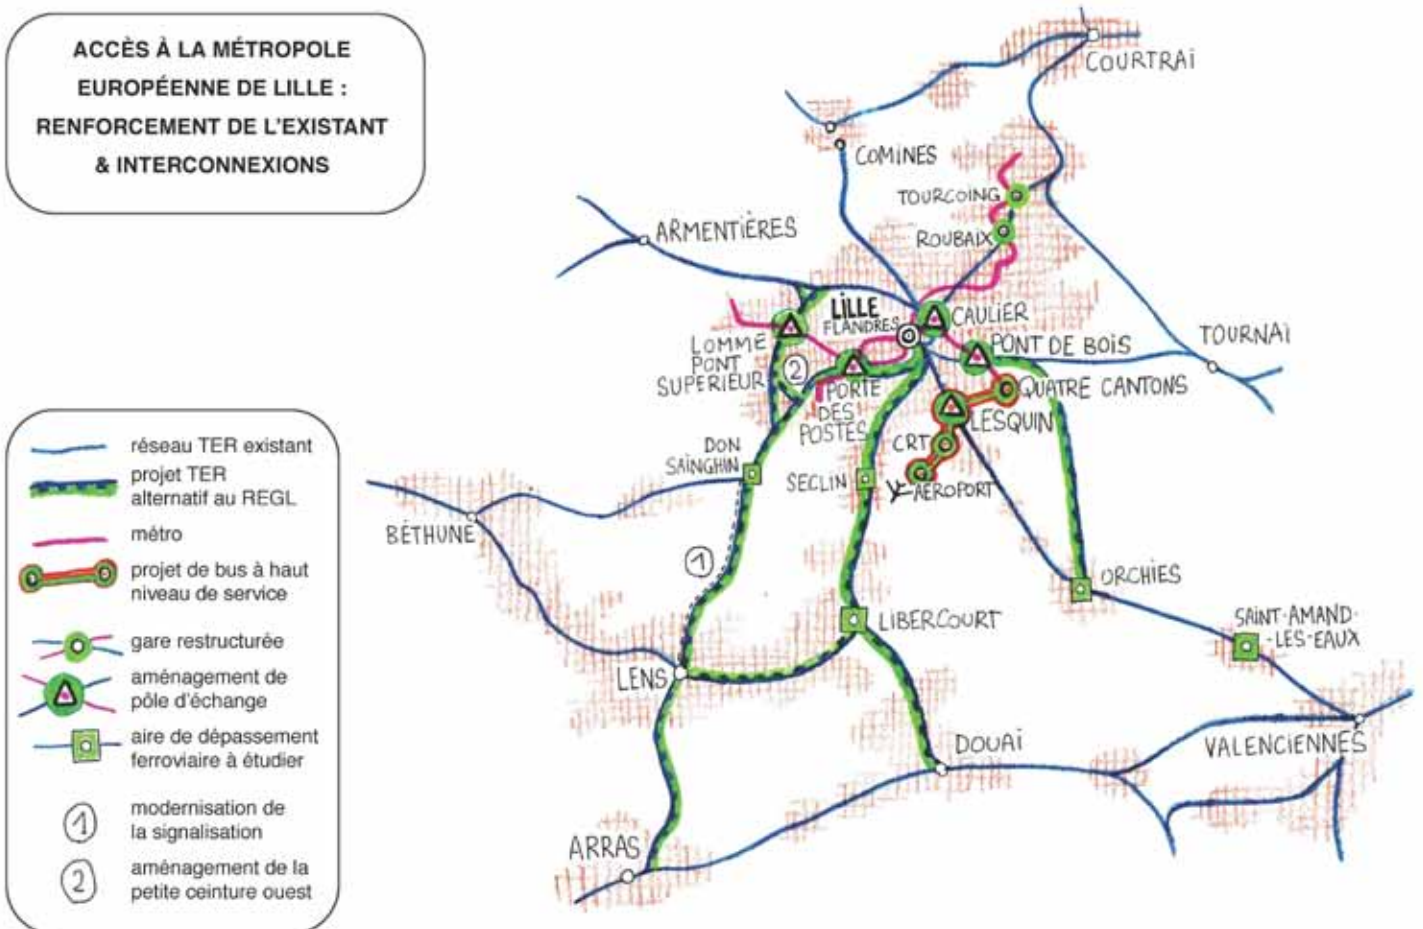 ACCÈS À LA MÉTROPOLE
EUROPÉENNE DE LILLE :
RENFORCEMENT DE L'EXISTANT
& INTERCONNEXIONS
COURTRAI
COMINES
TOURCOING
ROUBAIX
ARMENTIÈRES
LILLE
FLANDRES
CAULIER
LOMME
PONT
SUPERIEUR
2
PORTE
DES
POSTES
PONT DE BOIS
TOURNAI
QUATRE CANTONS
LESQUIN
CRT
AÉROPORT
DON
SAINGHIN
SECLIN
BÉTHUNE
1
ORCHIES
LIBERCOURT
SAINT-AMAND-
-LES-EAUX
LENS
DOUAI
VALENCIENNES
ARRAS
réseau TER existant
projet TER
alternatif au REGL
métro
projet de bus à haut
niveau de service
gare restructurée
aménagement de
pôle d'échange
aire de dépassement
ferroviaire à étudier
1
modernisation de
la signalisation
2
aménagement de la
petite ceinture ouest